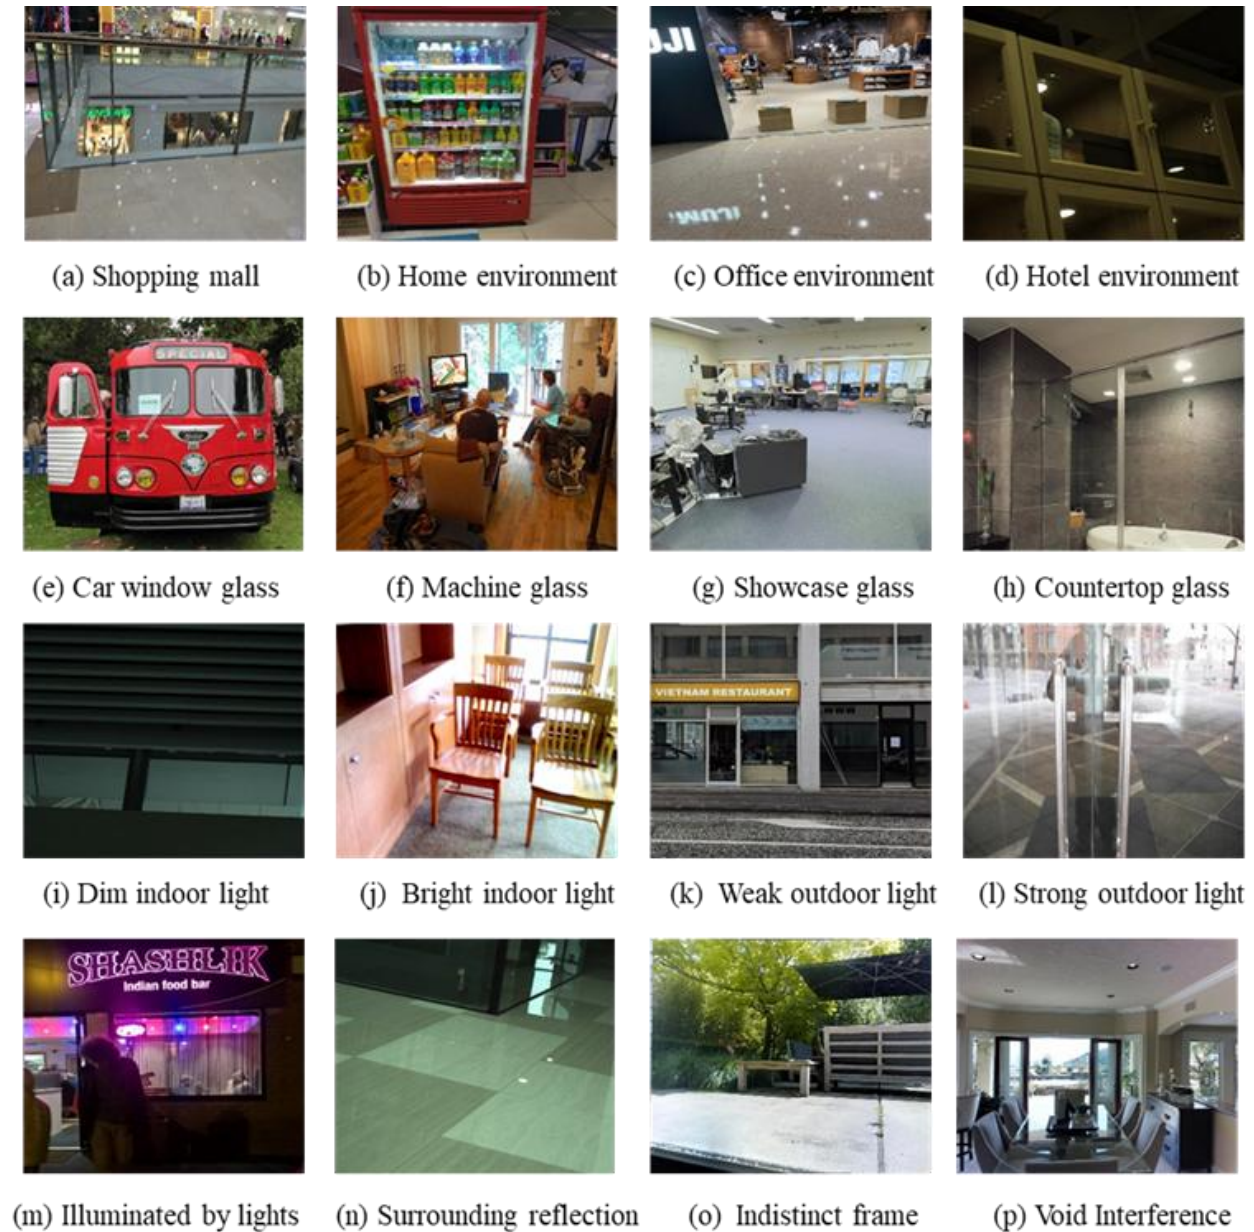 UJI
(a) Shopping mall
(b) Home environment
(c) Office environment
(d) Hotel environment
SPECIAL
(e) Car window glass
(f) Machine glass
(g) Showcase glass
(h) Countertop glass
VIETNAM RESTAURANT
(i) Dim indoor light
(j) Bright indoor light
(k) Weak outdoor light
(l) Strong outdoor light
SHASHLIK
Indian food bar
(m) Illuminated by lights
(n) Surrounding reflection
(o) Indistinct frame
(p) Void Interference